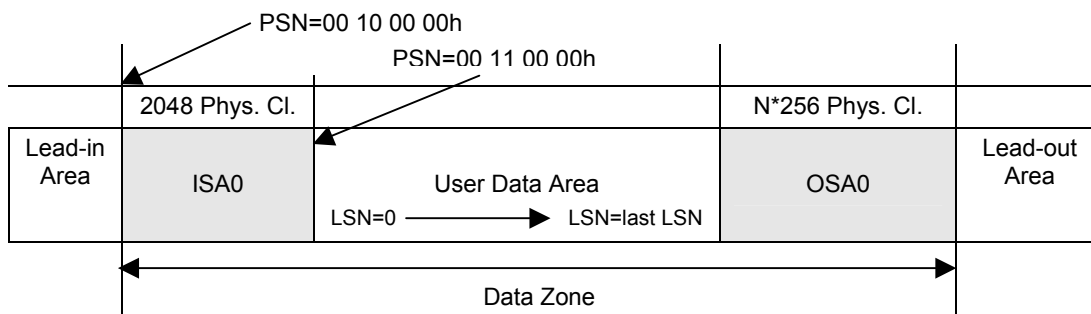 PSN=00 10 00 00h
PSN=00 11 00 00h
2048 Phys. Cl.
N*256 Phys. Cl.
Lead-in
Area
ISA0
User Data Area
OSA0
Lead-out
Area
LSN=0
LSN=last LSN
Data Zone